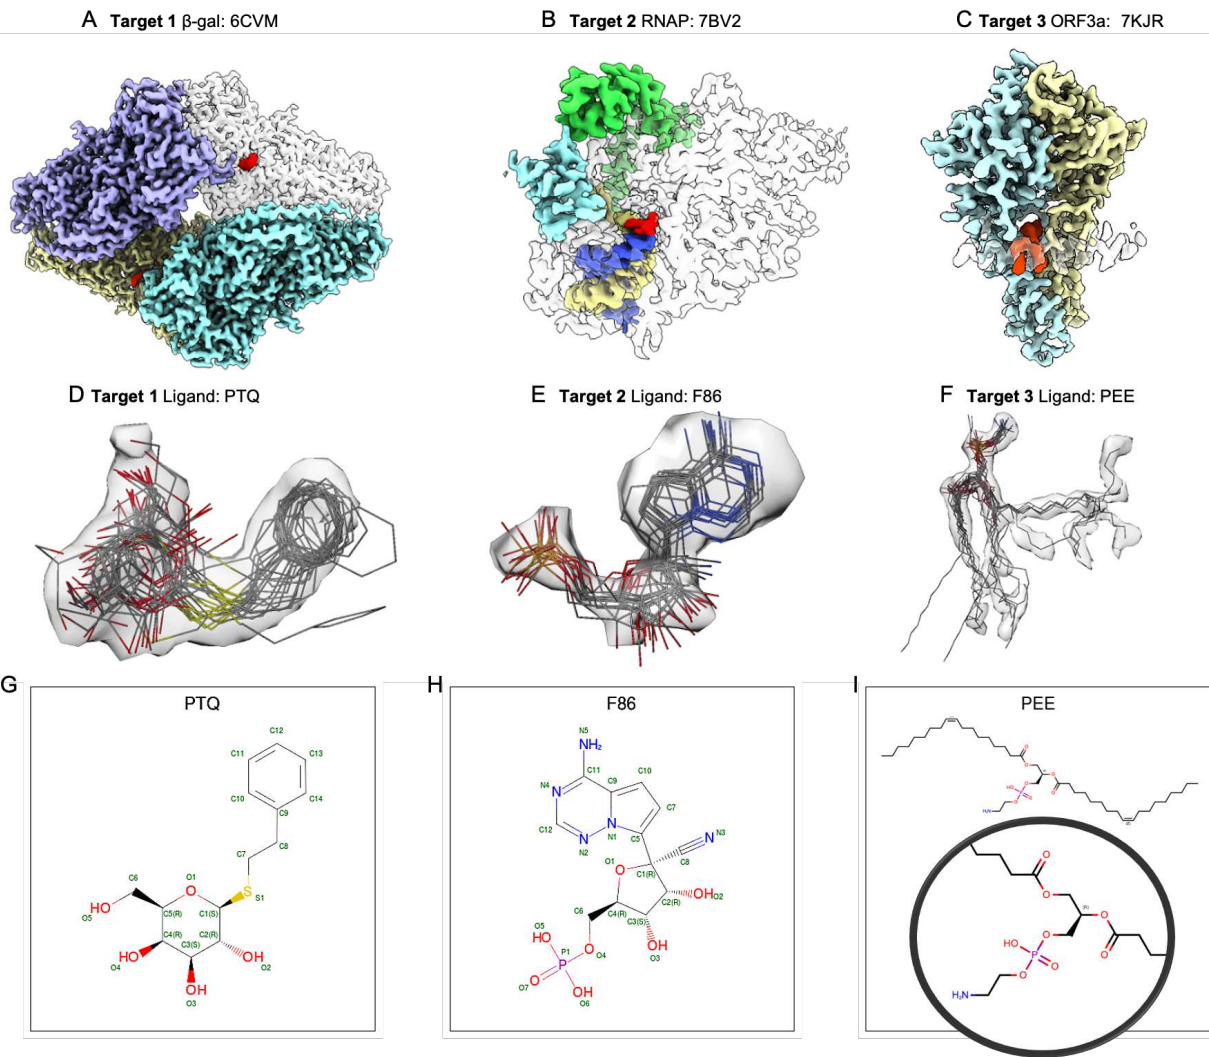 A Target 1 β-gal: 6CVM
B Target 2 RNAP: 7BV2
C Target 3 ORF3a: 7KJR
D Target 1 Ligand: PTQ
E Target 2 Ligand: F86
F Target 3 Ligand: PEE
G
PTQ
C12
C11
C13
C10
C14
C9
C7
C8
C6
O1
S
S1
HO
O5
C5(R)
C1(S)
C4(R)
C2(R)
C3(S)
HO
O4
OH
O2
OH
O3
H
F86
N5
NH₂
C11
C9
C10
N4
N
C7
C12
N
N2
N
N1
C5
N
N3
C8
O1
O
C1(R)
C2(R)
OH
O2
C6
C4(R)
C3(S)
O5
HO
P1
P
O
O4
OH
O3
O
O7
OH
O6
I
PEE
O
O
O
O
HO
P
O
O
O
H₂N
O
O
(R)
O
O
O
HO
P
O
O
H₂N